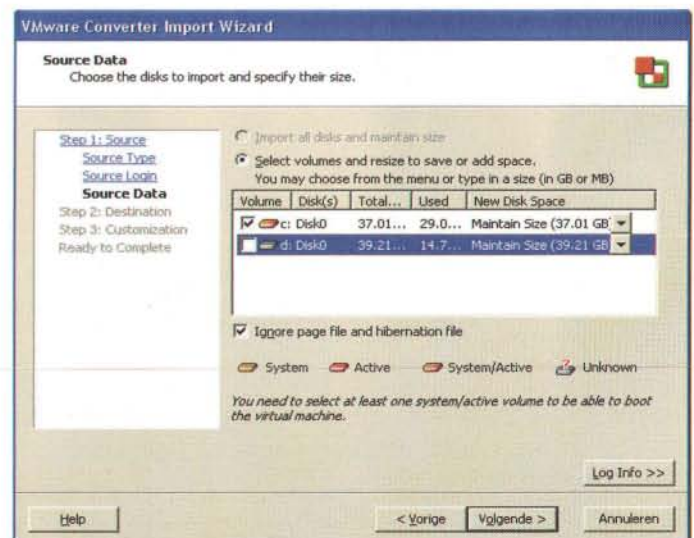 VMware Converter Import Wizard
Source Data
Choose the disks to import and specify their size.
Step 1: Source
Source Type
Source Login
Source Data
Step 2: Destination
Step 3: Customization
Ready to Complete
Import all disks and maintain size
Select volumes and resize to save or add space.
You may choose from the menu or type in a size (in GB or MB)
Volume Disk(s) Total... Used New Disk Space
c: Disk0 37.01... 29.0... Maintain Size (37.01 GB)
d: Disk0 39.21... 14.7... Maintain Size (39.21 GB
Ignore page file and hibernation file
System Active System/Active Unknown
You need to select at least one system/active volume to be able to boot
the virtual machine.
Log Info >>
Help < Vorige Volgende > Annuleren